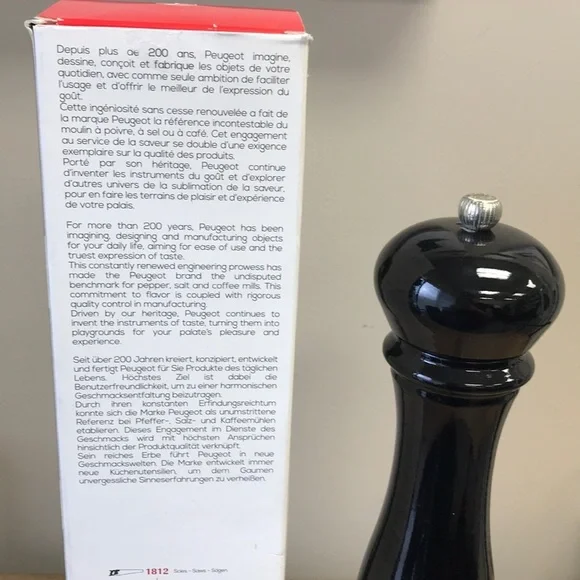 Depuis plus de 200 ans, Peugeot imagine,
dessine, conçoit et fabrique les objets de votre
quotidien, avec comme seule ambition de faciliter
l'usage et d'offrir le meilleur de l'expression du
goût.
Cette ingéniosité sans cesse renouvelée a fait de
la marque Peugeot la référence incontestable du
moulin à poivre, à sel ou à café. Cet engagement
au service de la saveur se double d'une exigence
exemplaire sur la qualité des produits.
Porté par son héritage, Peugeot continue
d'inventer les instruments du goût et d'explorer
d'autres univers de la sublimation de la saveur,
pour en faire les terrains de plaisir et d'expérience
de votre palais.
For more than 200 years, Peugeot has been
imagining, designing and manufacturing objects
for your daily life, aiming for ease of use and the
truest expression of taste.
This constantly renewed engineering prowess has
made the Peugeot brand the undisputed
benchmark for pepper, salt and coffee mills. This
commitment to flavor is coupled with rigorous
quality control in manufacturing.
Driven by our heritage, Peugeot continues to
invent the instruments of taste, turning them into
playgrounds for your palate's pleasure and
experience.
Seit über 200 Jahren kreiert, konzipiert, entwickelt
und fertigt Peugeot für Sie Produkte des täglichen
Lebens. Höchstes Ziel ist dabei die
Benutzerfreundlichkeit, um zu einer harmonischen
Geschmacksentfaltung beizutragen.
Durch ihren konstanten Erfindungsreichtum
konnte sich die Marke Peugeot als unumstrittene
Referenz bei Pfeffer-, Salz- und Kaffeemühlen
etablieren. Dieses Engagement im Dienste des
Geschmacks wird mit höchsten Ansprüchen
hinsichtlich der Produktqualität verknüpft.
Sein reiches Erbe führt Peugeot in neue
Geschmackswelten. Die Marke entwickelt immer
neue Küchenutensilien, um dem Gaumen
unvergessliche Sinneserfahrungen zu verheißen.
1812 Scies - Saws - Sägen